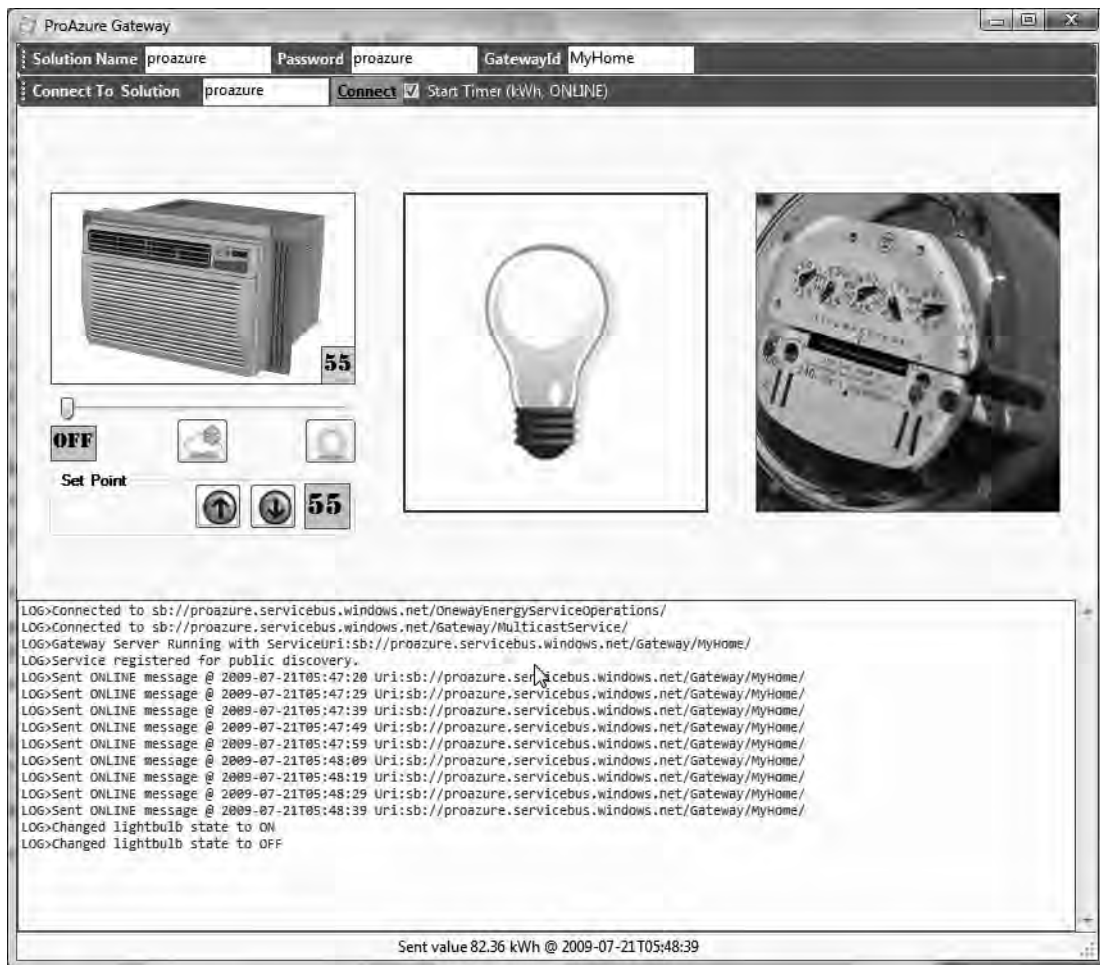 ProAzure Gateway
Solution Name proazure Password proazure GatewayId MyHome
Connect To Solution proazure Connect Start Timer (kWh, ONLINE)
55
OFF
Set Point
55
LOG>Connected to sb://proazure.servicebus.windows.net/OnewayEnergyServiceOperations/
LOG>Connected to sb://proazure.servicebus.windows.net/Gateway/MulticastService/
LOG>Gateway Server Running with ServiceUri:Sb://proazure.servicebus.windows.net/Gateway/MyHome/
LOG>Service registered for public discovery.
LOG>Sent ONLINE message @ 2009-07-21T05:47:20 Uri:sb://proazure.servicebus.windows.net/Gateway/MyHome/
LOG>Sent ONLINE message @ 2009-07-21T05:47:29 Uri:sb://proazure.servicebus.windows.net/Gateway/MyHome/
LOG>Sent ONLINE message @ 2009-07-21T05:47:39 Uri:sb://proazure.servicebus.windows.net/Gateway/MyHome/
LOG>Sent ONLINE message @ 2009-07-21T05:47:49 Uri:sb://proazure.servicebus.windows.net/Gateway/MyHome/
LOG>Sent ONLINE message @ 2009-07-21T05:47:59 Uri:sb://proazure.servicebus.windows.net/Gateway/MyHome/
LOG>Sent ONLINE message @ 2009-07-21T05:48:09 Uri:sb://proazure.servicebus.windows.net/Gateway/MyHome/
LOG>Sent ONLINE message @ 2009-07-21T05:48:19 Uri:sb://proazure.servicebus.windows.net/Gateway/MyHome/
LOG>Sent ONLINE message @ 2009-07-21T05:48:29 Uri:sb://proazure.servicebus.windows.net/Gateway/MyHome/
LOG>Sent ONLINE message @ 2009-07-21T05:48:39 Uri:sb://proazure.servicebus.windows.net/Gateway/MyHome/
LOG>Changed lightbulb state to ON
LOG>Changed lightbulb state to OFF
Sent value 82.36 kWh @ 2009-07-21T05:48:39